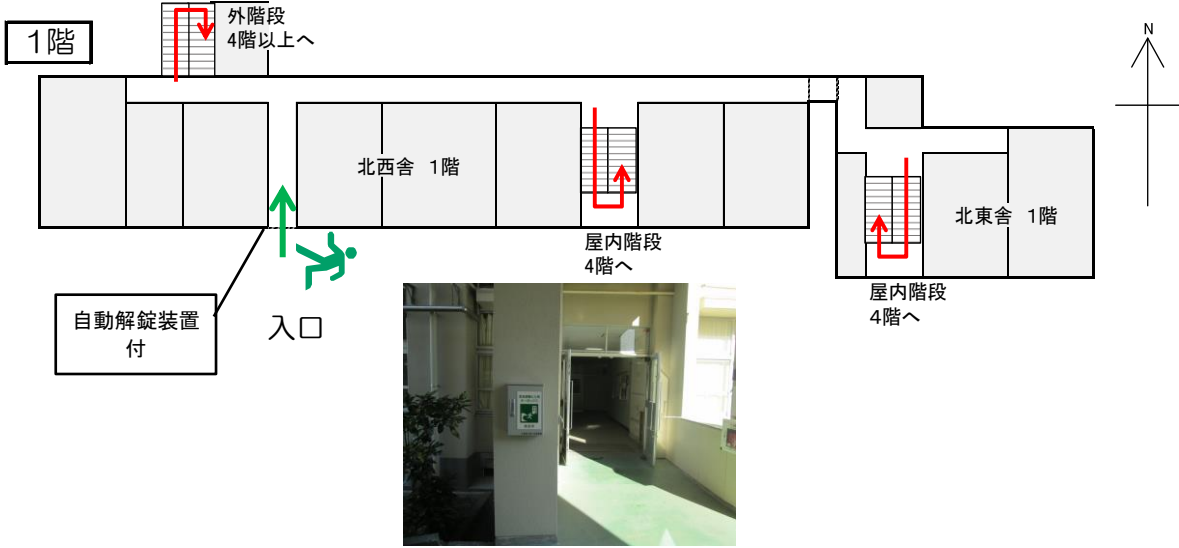 1階
外階段
4階以上へ
N
北西舎 1階
北東舎 1階
屋内階段
4階へ
屋内階段
4階へ
自動解錠装置
付
入口